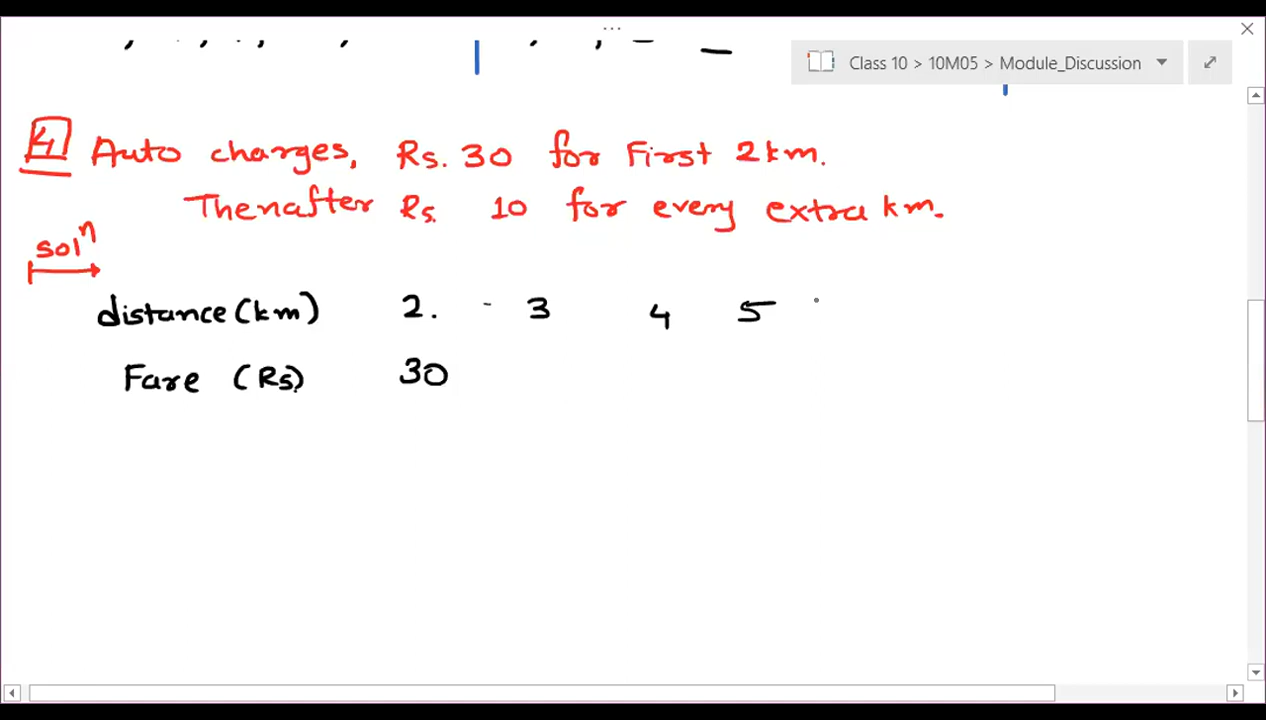 Class 10 > 10M05 > Module_Discussion
4 Auto charges, Rs. 30 for First 2km.
Thenafter Rs. 10 for every extra km.
solⁿ
distance (km) 2. 3 4 5
Fare (Rs) 30